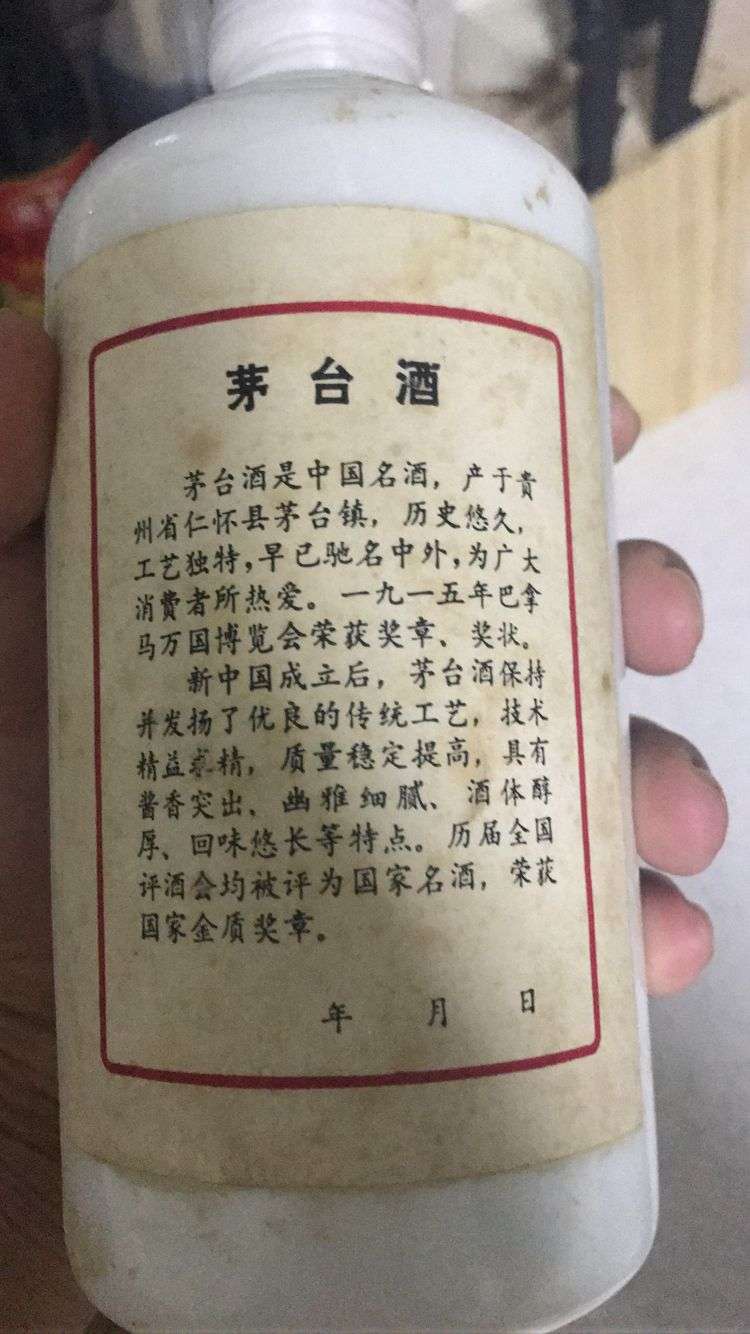 茅台酒
茅台酒是中国名酒，产于贵
州省仁怀县茅台镇，历史悠久，
工艺独特，早已驰名中外，为广大
消费者所热爱。一九一五年巴拿
马万国博览会荣获奖章、奖状。
新中国成立后，茅台酒保持
并发扬了优良的传统工艺，技术
精益求精，质量稳定提高，具有
酱香突出、幽雅细腻、酒体醇
厚、回味悠长等特点。历届全国
评酒会均被评为国家名酒，荣获
国家金质奖章。
年 月 日